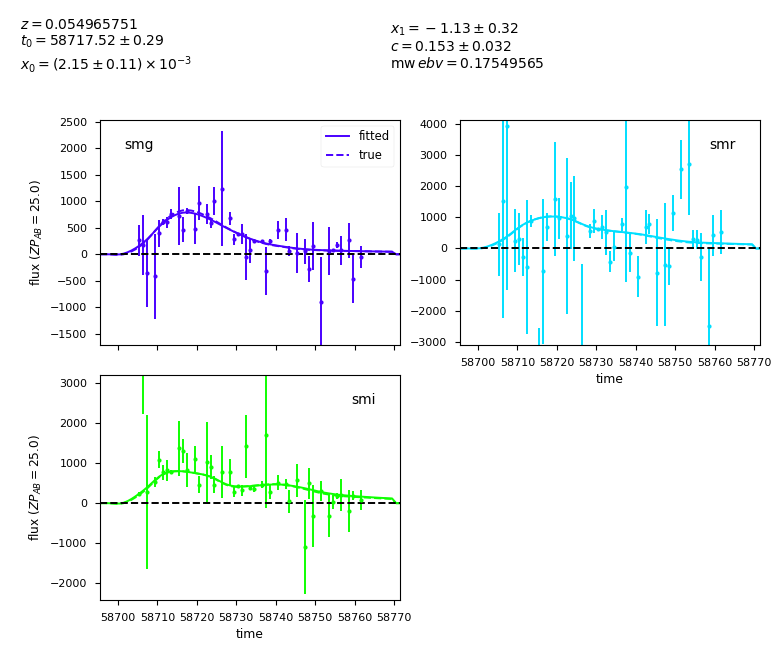 z = 0.054965751
t₀ = 58717.52 ± 0.29
x₀ = (2.15 ± 0.11) × 10⁻³
x₁ = −1.13 ± 0.32
c = 0.153 ± 0.032
mwebv = 0.17549565
smg
fitted
true
flux (ZP_AB = 25.0)
2500
2000
1500
1000
500
0
−500
−1000
−1500
smr
4000
3000
2000
1000
0
−1000
−2000
−3000
58700 58710 58720 58730 58740 58750 58760 58770
time
smi
flux (ZP_AB = 25.0)
3000
2000
1000
0
−1000
−2000
58700 58710 58720 58730 58740 58750 58760 58770
time